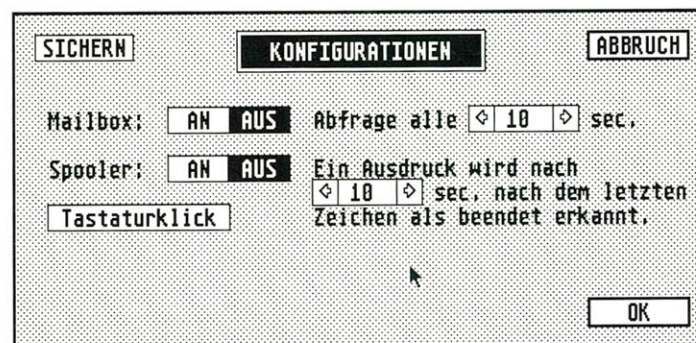 SICHERN KONFIGURATIONEN ABBRUCH
Mailbox: AN AUS Abfrage alle 10 sec.
Spooler: AN AUS Ein Ausdruck wird nach
10 sec. nach dem letzten
Tastaturklick Zeichen als beendet erkannt.
OK